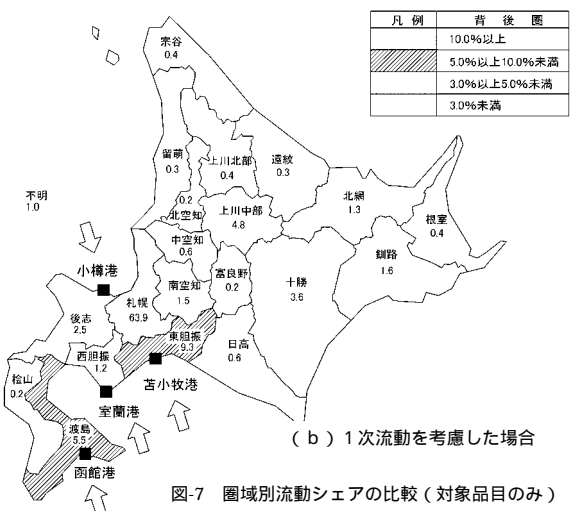 凡例 背後圏
10.0%以上
5.0%以上10.0%未満
3.0%以上5.0%未満
3.0%未満
宗谷
0.4
留萌
0.3
上川北部
0.4
遠紋
0.3
北網
1.3
根室
0.4
不明
1.0
0.2
北空知
上川中部
4.8
中空知
0.6
釧路
1.6
小樽港
富良野
0.2
十勝
3.6
南空知
1.5
札幌
63.9
後志
2.5
東胆振
9.3
日高
0.6
西胆振
1.2
苫小牧港
桧山
0.2
室蘭港
渡島
5.5
函館港
(b)1次流動を考慮した場合
図-7 圏域別流動シェアの比較(対象品目のみ)